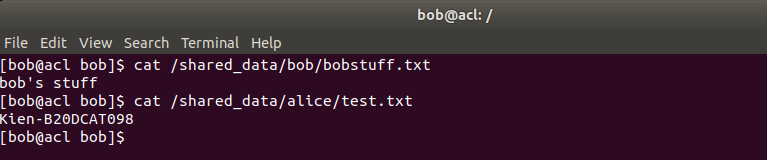 bob@acl: /
File Edit View Search Terminal Help
[bob@acl bob]$ cat /shared_data/bob/bobstuff.txt
bob's stuff
[bob@acl bob]$ cat /shared_data/alice/test.txt
Kien-B20DCAT098
[bob@acl bob]$